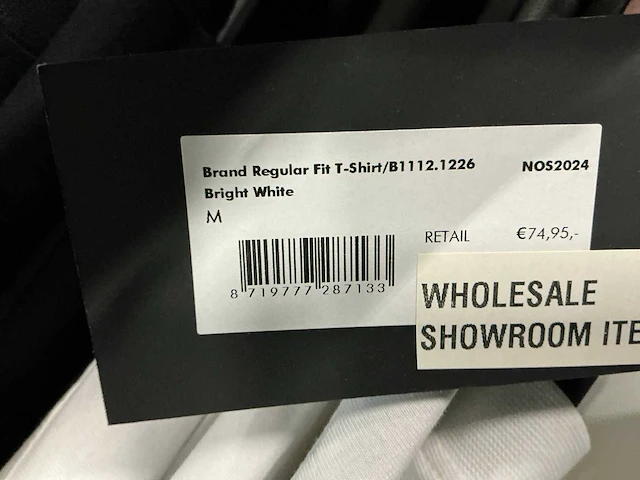 Brand Regular Fit T-Shirt/B1112.1226 NOS2024
Bright White
M
RETAIL €74,95,-
8 719777 287133
WHOLESALE
SHOWROOM ITE